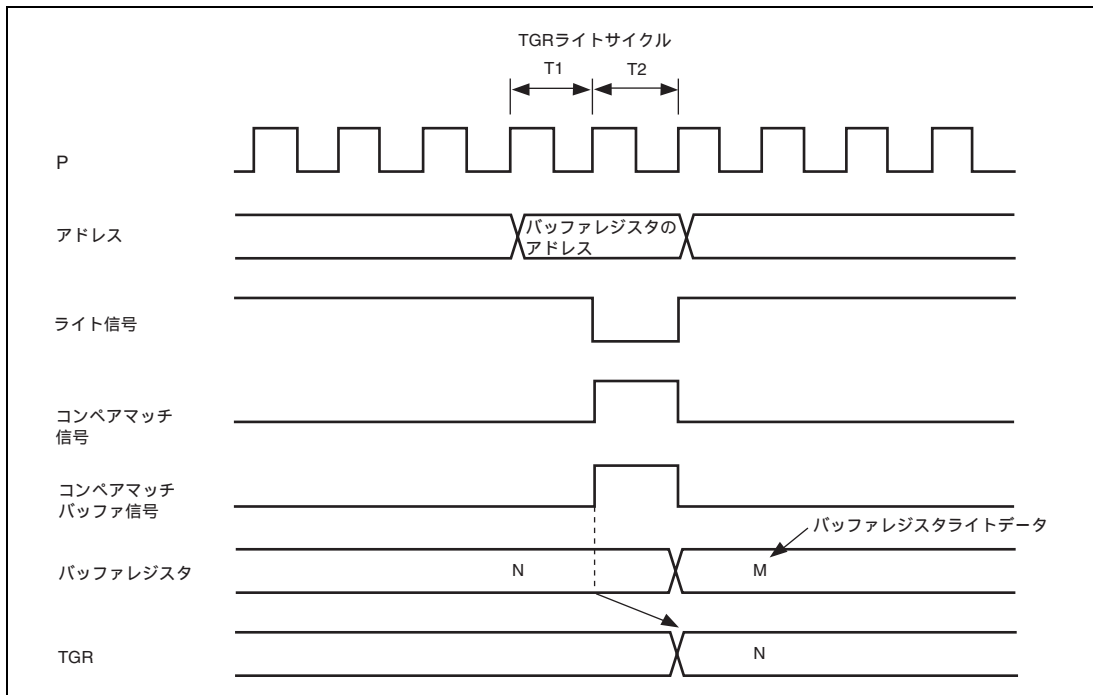 TGRライトサイクル
T1
T2
P
アドレス
バッファレジスタの
アドレス
ライト信号
コンペアマッチ
信号
コンペアマッチ
バッファ信号
バッファレジスタライトデータ
バッファレジスタ
N
M
TGR
N